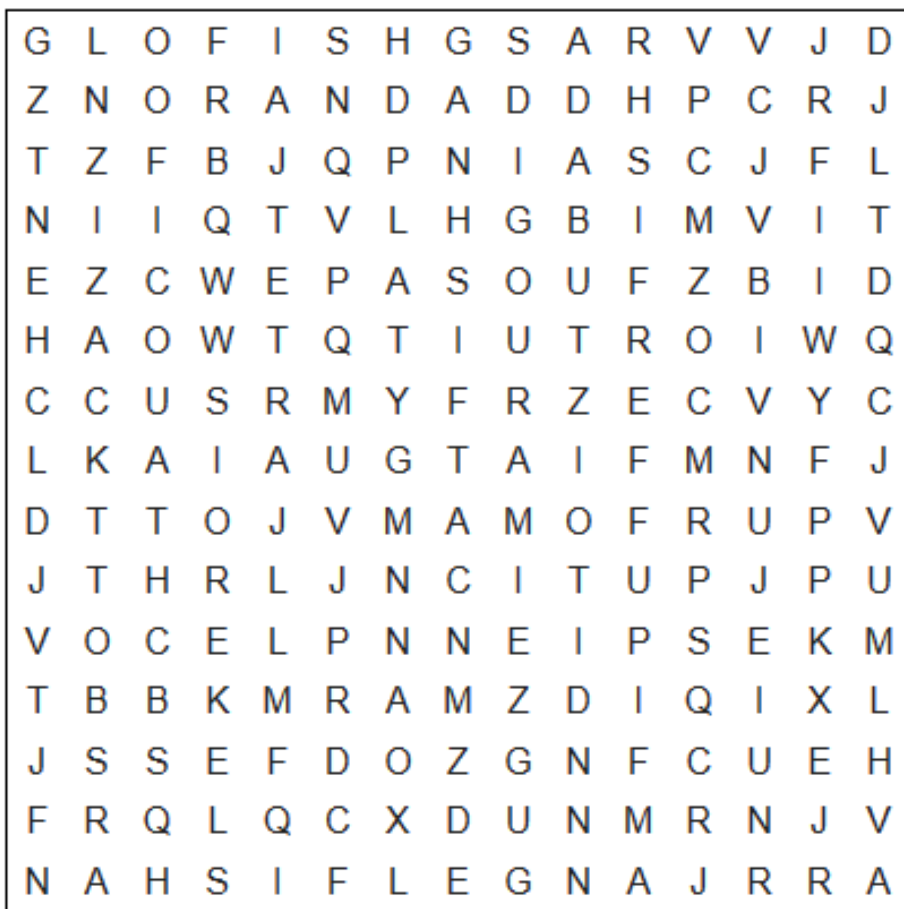 G L O F I S H G S A R V V J D
Z N O R A N D A D D H P C R J
T Z F B J Q P N I A S C J F L
N I I Q T V L H G B I M V I T
E Z C W E P A S O U F Z B I D
H A O W T Q T I U T R O I W Q
C C U S R M Y F R Z E C V Y C
L K A I A U G T A I F M N F J
D T T O J V M A M O F R U P V
J T H R L J N C I T U P J P U
V O C E L P N N E I P S E K M
T B B K M R A M Z D I Q I X L
J S S E F D O Z G N F C U E H
F R Q L Q C X D U N M R N J V
N A H S I F L E G N A J R R A